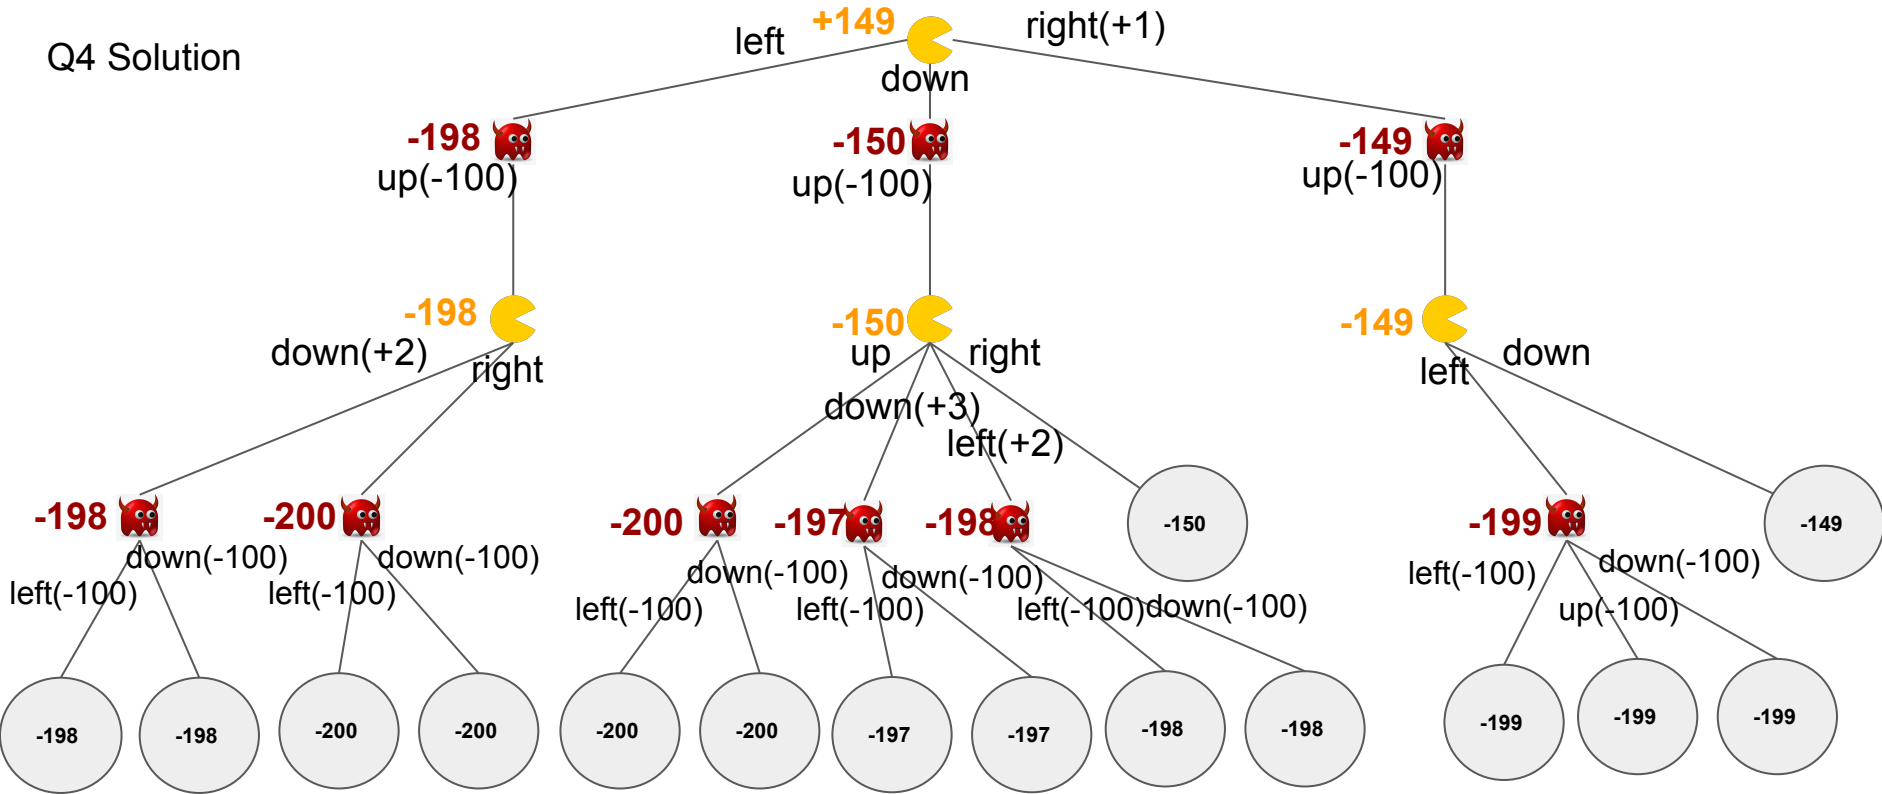 Q4 Solution
+149
left
down
right(+1)
-198
-150
-149
up(-100)
up(-100)
up(-100)
-198
-150
-149
down(+2)
right
up
right
down(+3)
left(+2)
left
down
-198
-200
-200
-197
-198
-150
-199
-149
left(-100)
down(-100)
left(-100)
down(-100)
left(-100)
down(-100)
left(-100)
down(-100)
left(-100)
down(-100)
left(-100)
up(-100)
down(-100)
-198
-198
-200
-200
-200
-200
-197
-197
-198
-198
-199
-199
-199